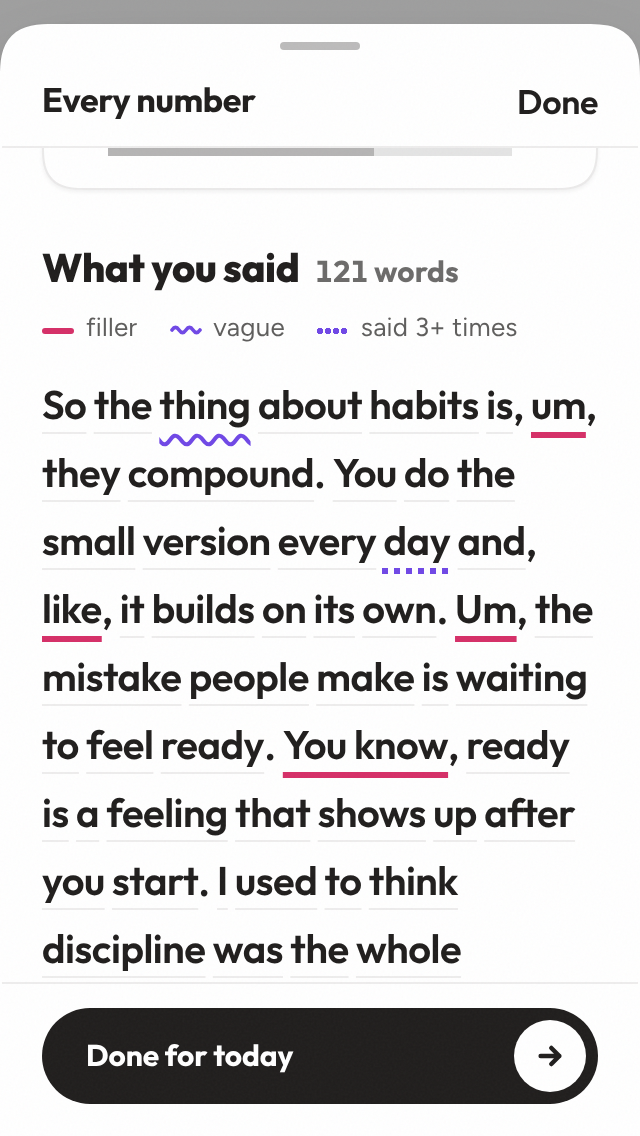 Every number
Done
What you said 121 words
filler vague said 3+ times
So the thing about habits is, um,
they compound. You do the
small version every day and,
like, it builds on its own. Um, the
mistake people make is waiting
to feel ready. You know, ready
is a feeling that shows up after
you start. I used to think
discipline was the whole
Done for today